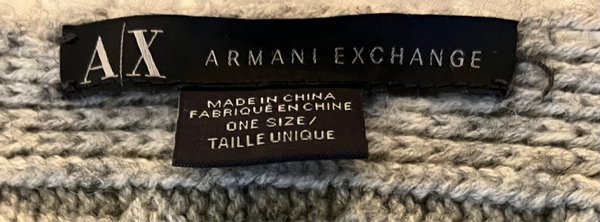 A/X ARMANI EXCHANGE
MADE IN CHINA
FABRIQUÉ EN CHINE
ONE SIZE/
TAILLE UNIQUE